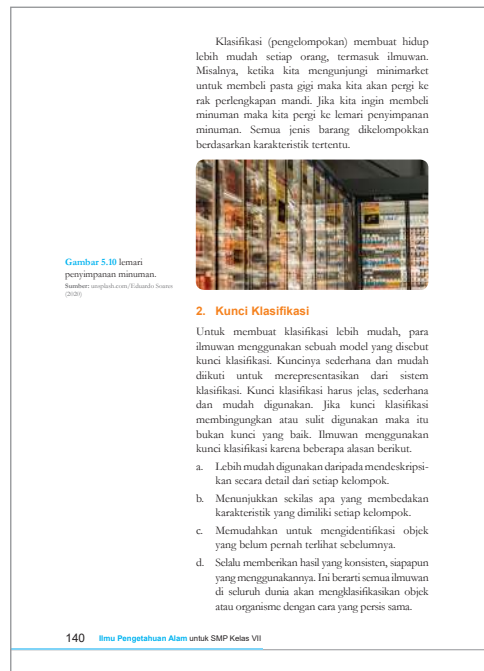 Klasifikasi (pengelompokan) membuat hidup
lebih mudah setiap orang, termasuk ilmuwan.
Misalnya, ketika kita mengunjungi minimarket
untuk membeli pasta gigi maka kita akan pergi ke
rak perlengkapan mandi. Jika kita ingin membeli
minuman maka kita pergi ke lemari penyimpanan
minuman. Semua jenis barang dikelompokkan
berdasarkan karakteristik tertentu.
Gambar 5.10 lemari
penyimpanan minuman.
Sumber: unsplash.com/Eduardo Soares
(2020)
2. Kunci Klasifikasi
Untuk membuat klasifikasi lebih mudah, para
ilmuwan menggunakan sebuah model yang disebut
kunci klasifikasi. Kuncinya sederhana dan mudah
diikuti untuk merepresentasikan dari sistem
klasifikasi. Kunci klasifikasi harus jelas, sederhana
dan mudah digunakan. Jika kunci klasifikasi
membingungkan atau sulit digunakan maka itu
bukan kunci yang baik. Ilmuwan menggunakan
kunci klasifikasi karena beberapa alasan berikut.
a. Lebih mudah digunakan daripada mendeskripsi-
kan secara detail dari setiap kelompok.
b. Menunjukkan sekilas apa yang membedakan
karakteristik yang dimiliki setiap kelompok.
c. Memudahkan untuk mengidentifikasi objek
yang belum pernah terlihat sebelumnya.
d. Selalu memberikan hasil yang konsisten, siapapun
yang menggunakannya. Ini berarti semua ilmuwan
di seluruh dunia akan mengklasifikasikan objek
atau organisme dengan cara yang persis sama.
140 Ilmu Pengetahuan Alam untuk SMP Kelas VII